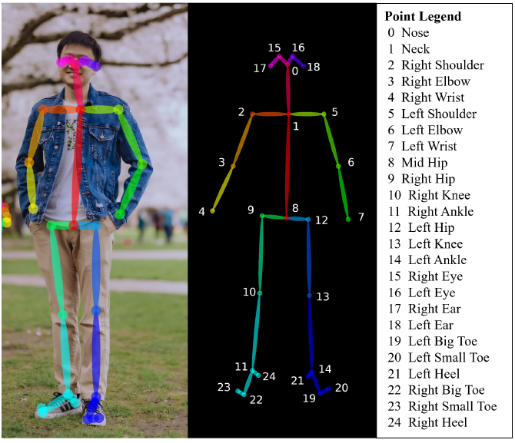 Point Legend
0 Nose
1 Neck
2 Right Shoulder
3 Right Elbow
4 Right Wrist
5 Left Shoulder
6 Left Elbow
7 Left Wrist
8 Mid Hip
9 Right Hip
10 Right Knee
11 Right Ankle
12 Left Hip
13 Left Knee
14 Left Ankle
15 Right Eye
16 Left Eye
17 Right Ear
18 Left Ear
19 Left Big Toe
20 Left Small Toe
21 Left Heel
22 Right Big Toe
23 Right Small Toe
24 Right Heel
15 16
17 18
0
2 5
1
3 6
4 7
9 8 12
10 13
11 14
24 21
23 20
22 19